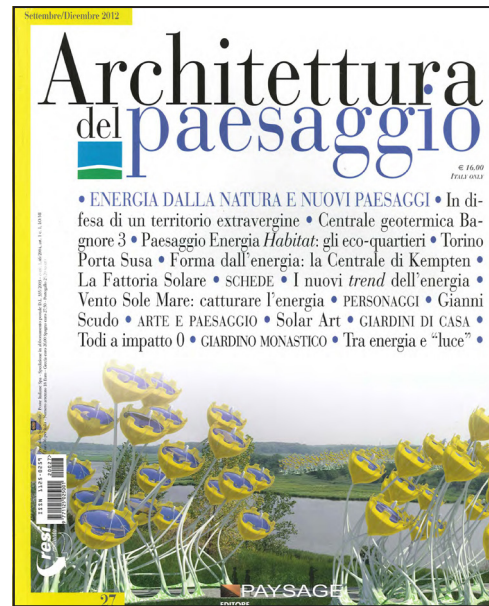 Settembre/Dicembre 2012
Architettura
del paesaggio
€ 16,00
ITALY ONLY
• ENERGIA DALLA NATURA E NUOVI PAESAGGI • In di-
fesa di un territorio extravergine • Centrale geotermica Ba-
gnore 3 • Paesaggio Energia Habitat: gli eco-quartieri • Torino
Porta Susa • Forma dall'energia: la Centrale di Kempten •
La Fattoria Solare • SCHEDE • I nuovi trend dell'energia •
Vento Sole Mare: catturare l'energia • PERSONAGGI • Gianni
Scudo • ARTE E PAESAGGIO • Solar Art • GIARDINI DI CASA •
Todi a impatto 0 • GIARDINO MONASTICO • Tra energia e “luce” •
ISSN 1125-0259
27
PAYSAGE
EDITORE